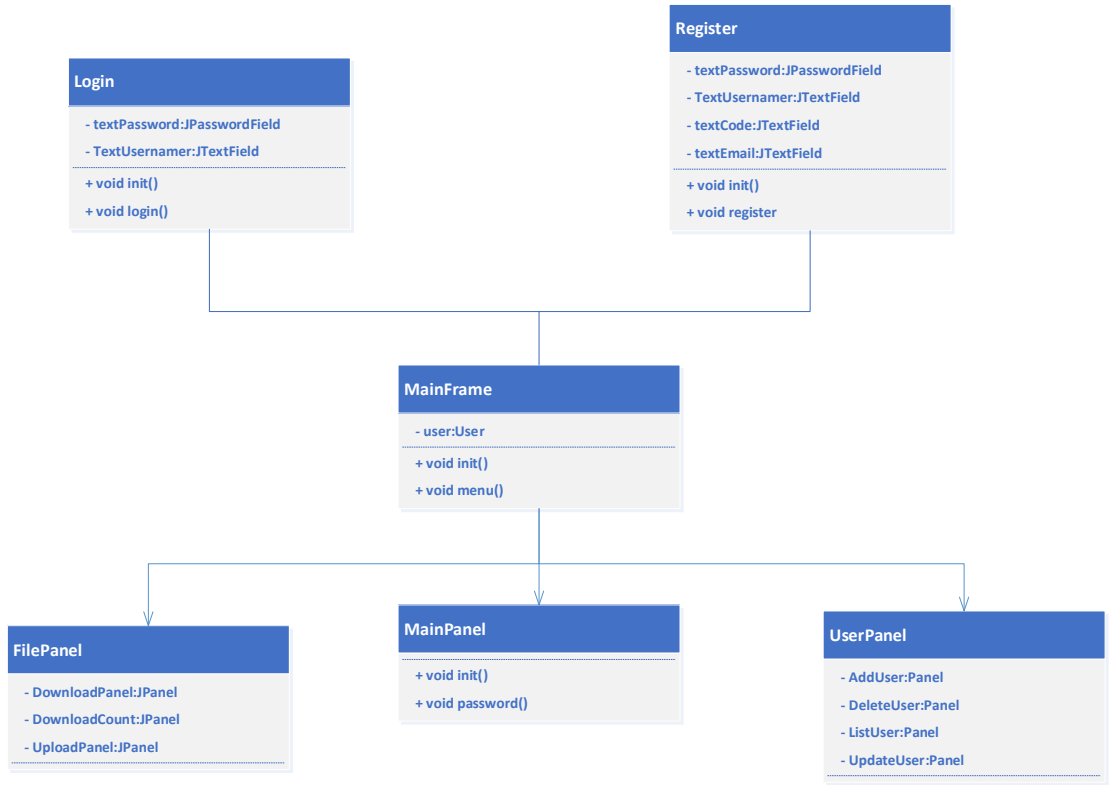 Login
- textPassword:JPasswordField
- TextUsernamer:JTextField
+ void init()
+ void login()
Register
- textPassword:JPasswordField
- TextUsernamer:JTextField
- textCode:JTextField
- textEmail:JTextField
+ void init()
+ void register
MainFrame
- user:User
+ void init()
+ void menu()
FilePanel
- DownloadPanel:JPanel
- DownloadCount:JPanel
- UploadPanel:JPanel
MainPanel
+ void init()
+ void password()
UserPanel
- AddUser:Panel
- DeleteUser:Panel
- ListUser:Panel
- UpdateUser:Panel